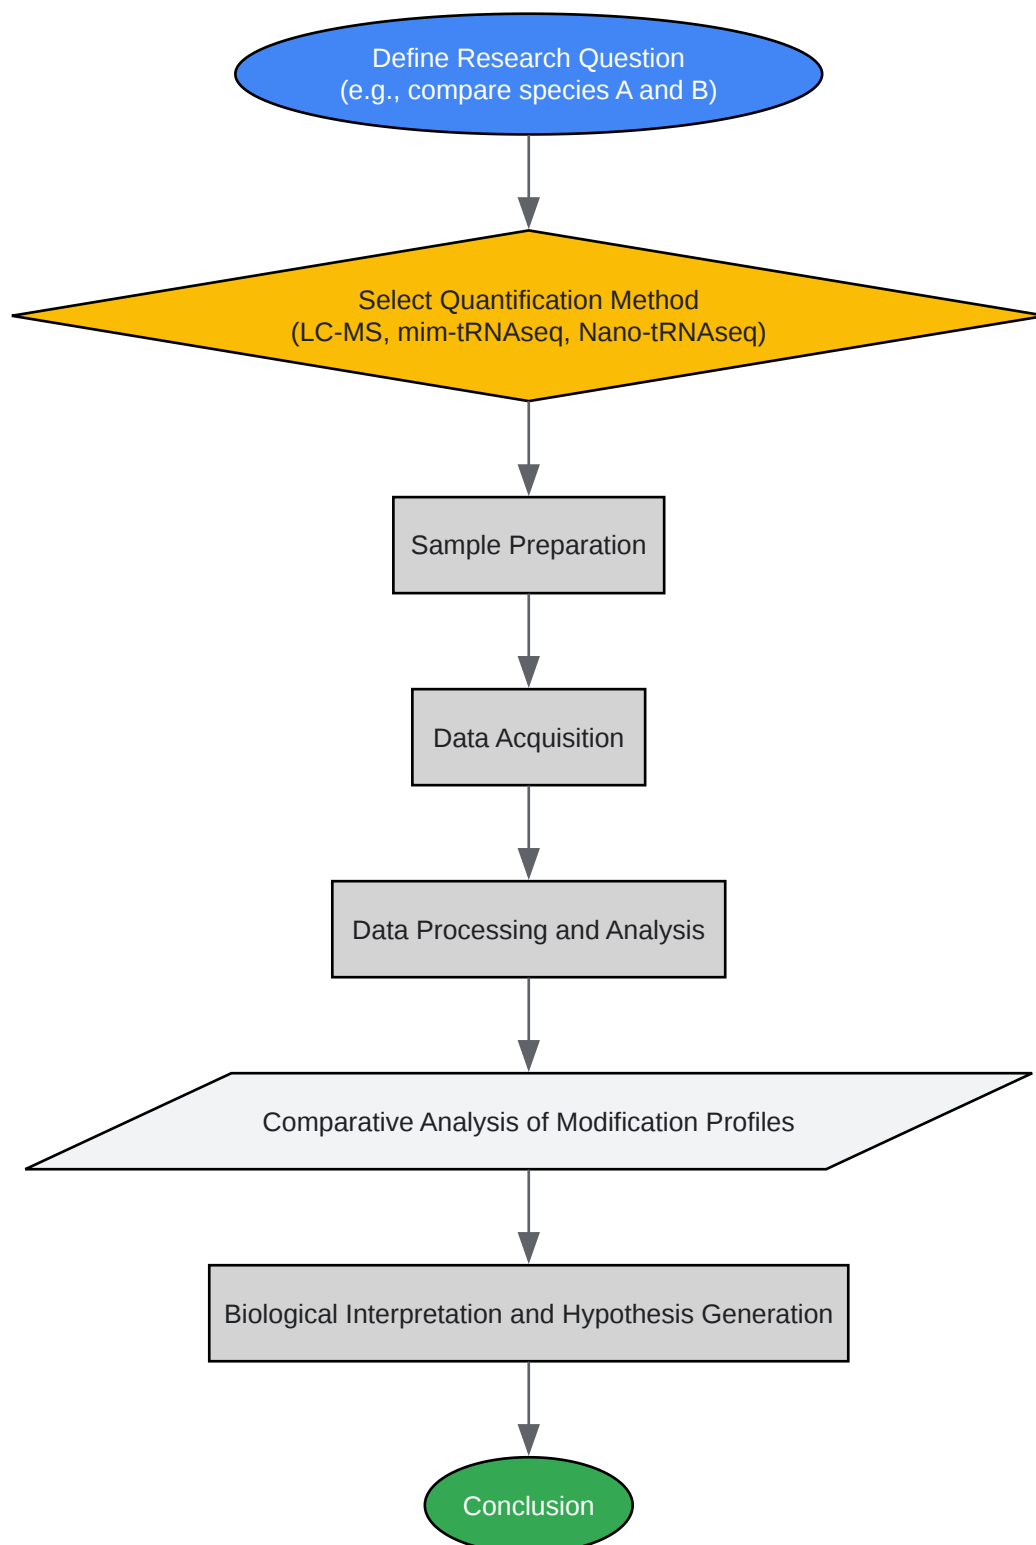 Define Research Question
(e.g., compare species A and B)
Select Quantification Method
(LC-MS, mim-tRNAseq, Nano-tRNAseq)
Sample Preparation
Data Acquisition
Data Processing and Analysis
Comparative Analysis of Modification Profiles
Biological Interpretation and Hypothesis Generation
Conclusion